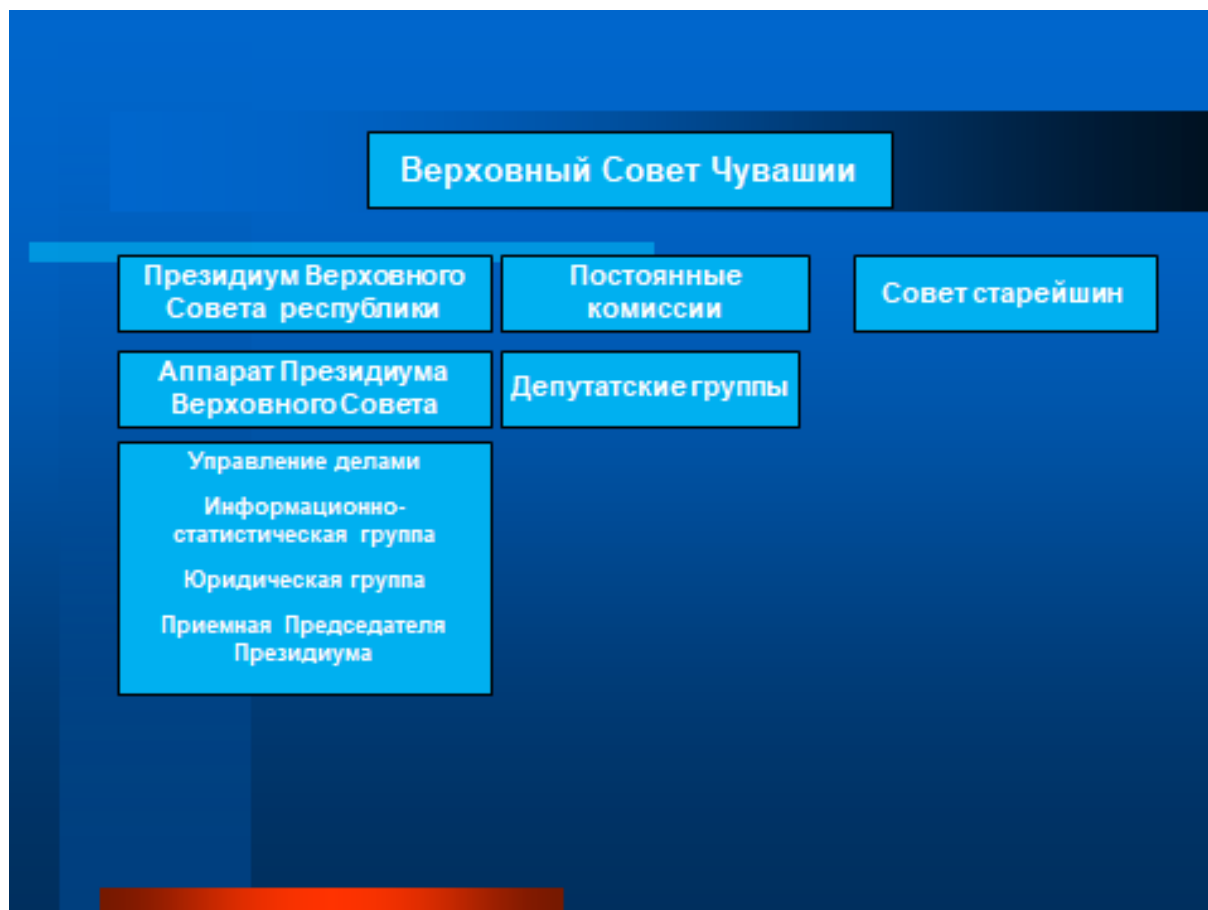 Верховный Совет Чувашии
Президиум Верховного
Совета республики
Постоянные
комиссии
Совет старейшин
Аппарат Президиума
Верховного Совета
Депутатские группы
Управление делами
Информационно-
статистическая группа
Юридическая группа
Приемная Председателя
Президиума